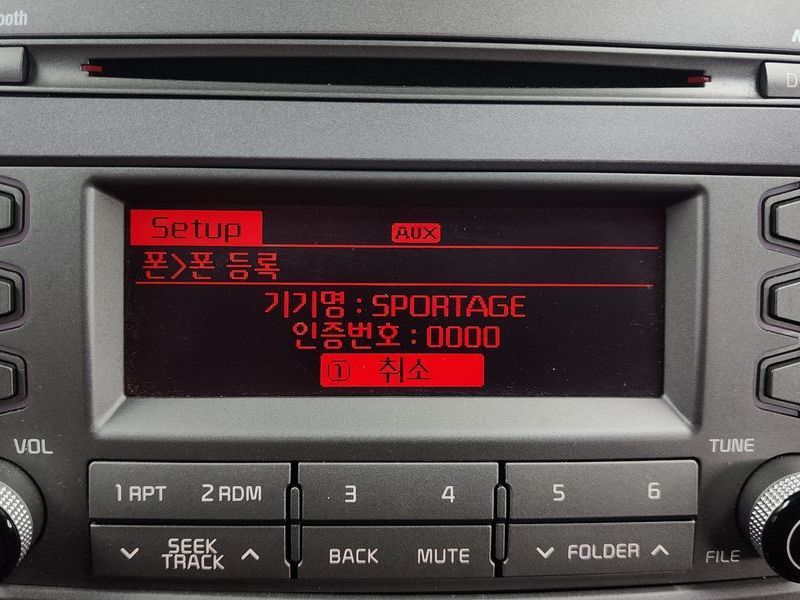 ooth
D
Setup
AUX
폰>폰 등록
기기명 : SPORTAGE
인증번호 : 0000
1 취소
VOL
TUNE
1 RPT 2 RDM 3 4 5 6
SEEK TRACK BACK MUTE FOLDER FILE